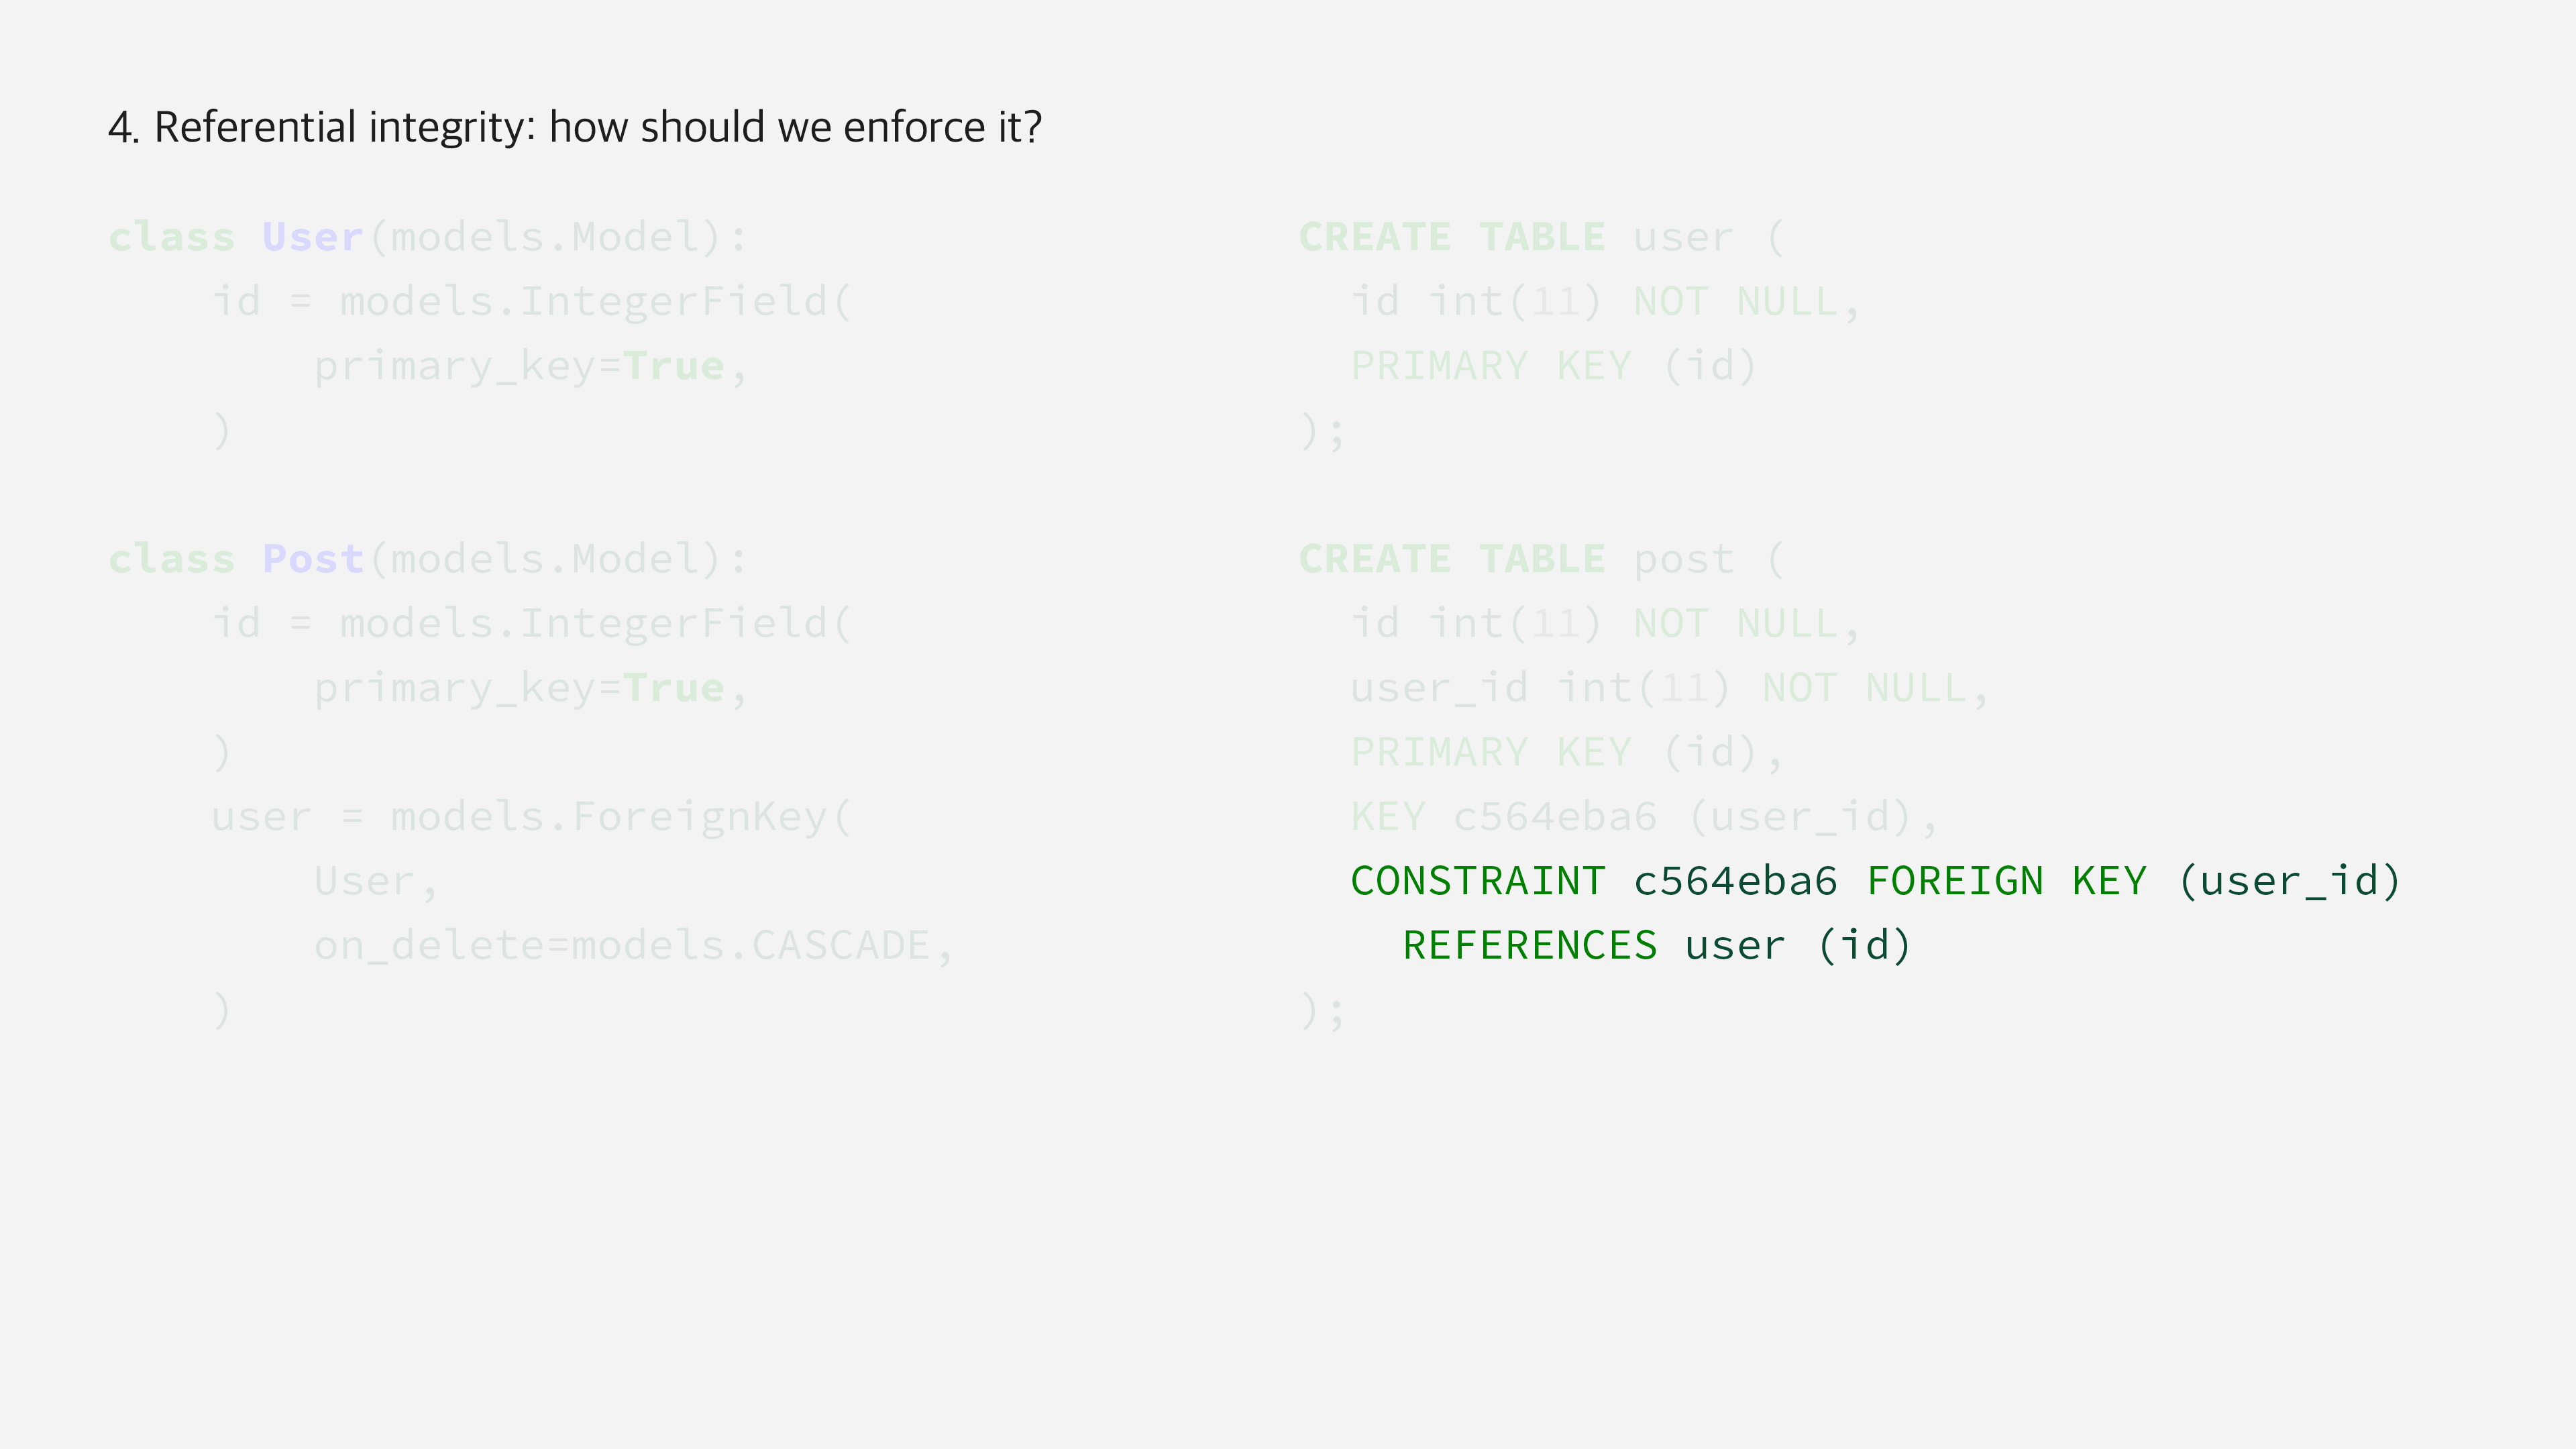 4. Referential integrity: how should we enforce it?
class User(models.Model):
    id = models.IntegerField(
        primary_key=True,
    )
class Post(models.Model):
    id = models.IntegerField(
        primary_key=True,
    )
    user = models.ForeignKey(
        User,
        on_delete=models.CASCADE,
    )
CREATE TABLE user (
  id int(11) NOT NULL,
  PRIMARY KEY (id)
);
CREATE TABLE post (
  id int(11) NOT NULL,
  user_id int(11) NOT NULL,
  PRIMARY KEY (id),
  KEY c564eba6 (user_id),
  CONSTRAINT c564eba6 FOREIGN KEY (user_id)
    REFERENCES user (id)
);